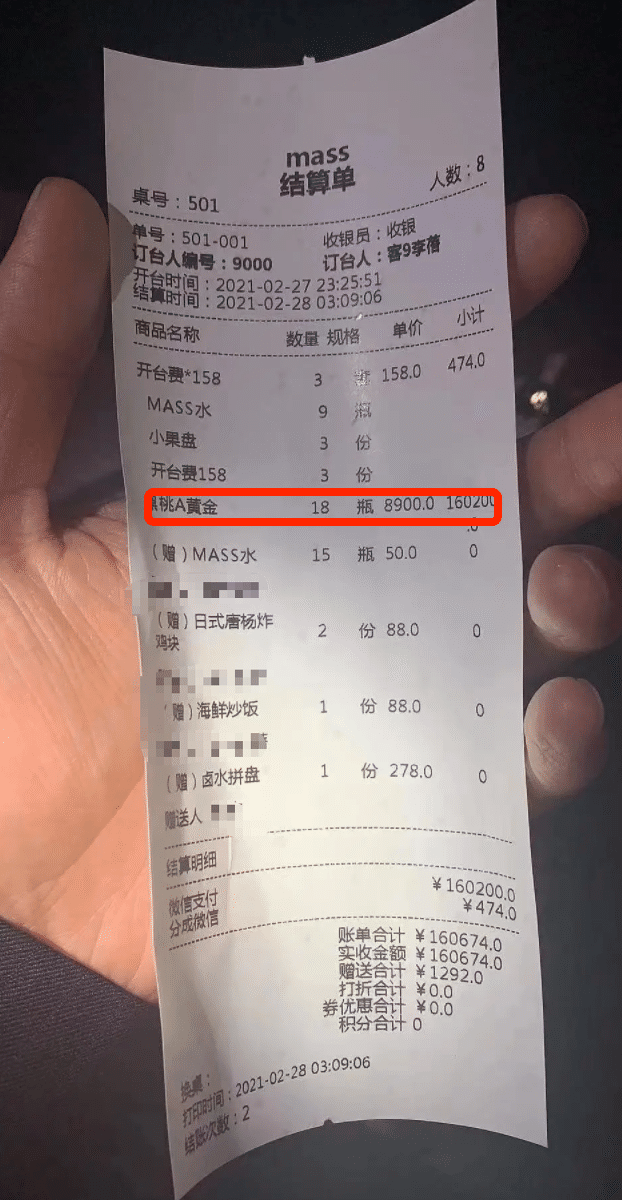 mass
结算单
桌号：501 人数：8
单号：501-001 收银员：收银
订台人编号：9000 订台人：客9李蓓
开台时间：2021-02-27 23:25:51
结算时间：2021-02-28 03:09:06
商品名称 数量 规格 单价 小计
开台费*158 3 158.0 474.0
MASS水 9 瓶
小果盘 3 份
开台费158 3 份
桃A黄金 18 瓶 8900.0 160200
.0
（赠）MASS水 15 瓶 50.0 0
（赠）日式唐杨炸 2 份 88.0 0
鸡块
（赠）海鲜炒饭 1 份 88.0 0
（赠）卤水拼盘 1 份 278.0 0
赠送人
结算明细
微信支付 ￥160200.0
分成微信 ￥474.0
账单合计 ￥160674.0
实收金额 ￥160674.0
赠送合计 ￥1292.0
打折合计 ￥0.0
券优惠合计 ￥0.0
积分合计 0
换桌：
打印时间：2021-02-28 03:09:06
结账次数：2